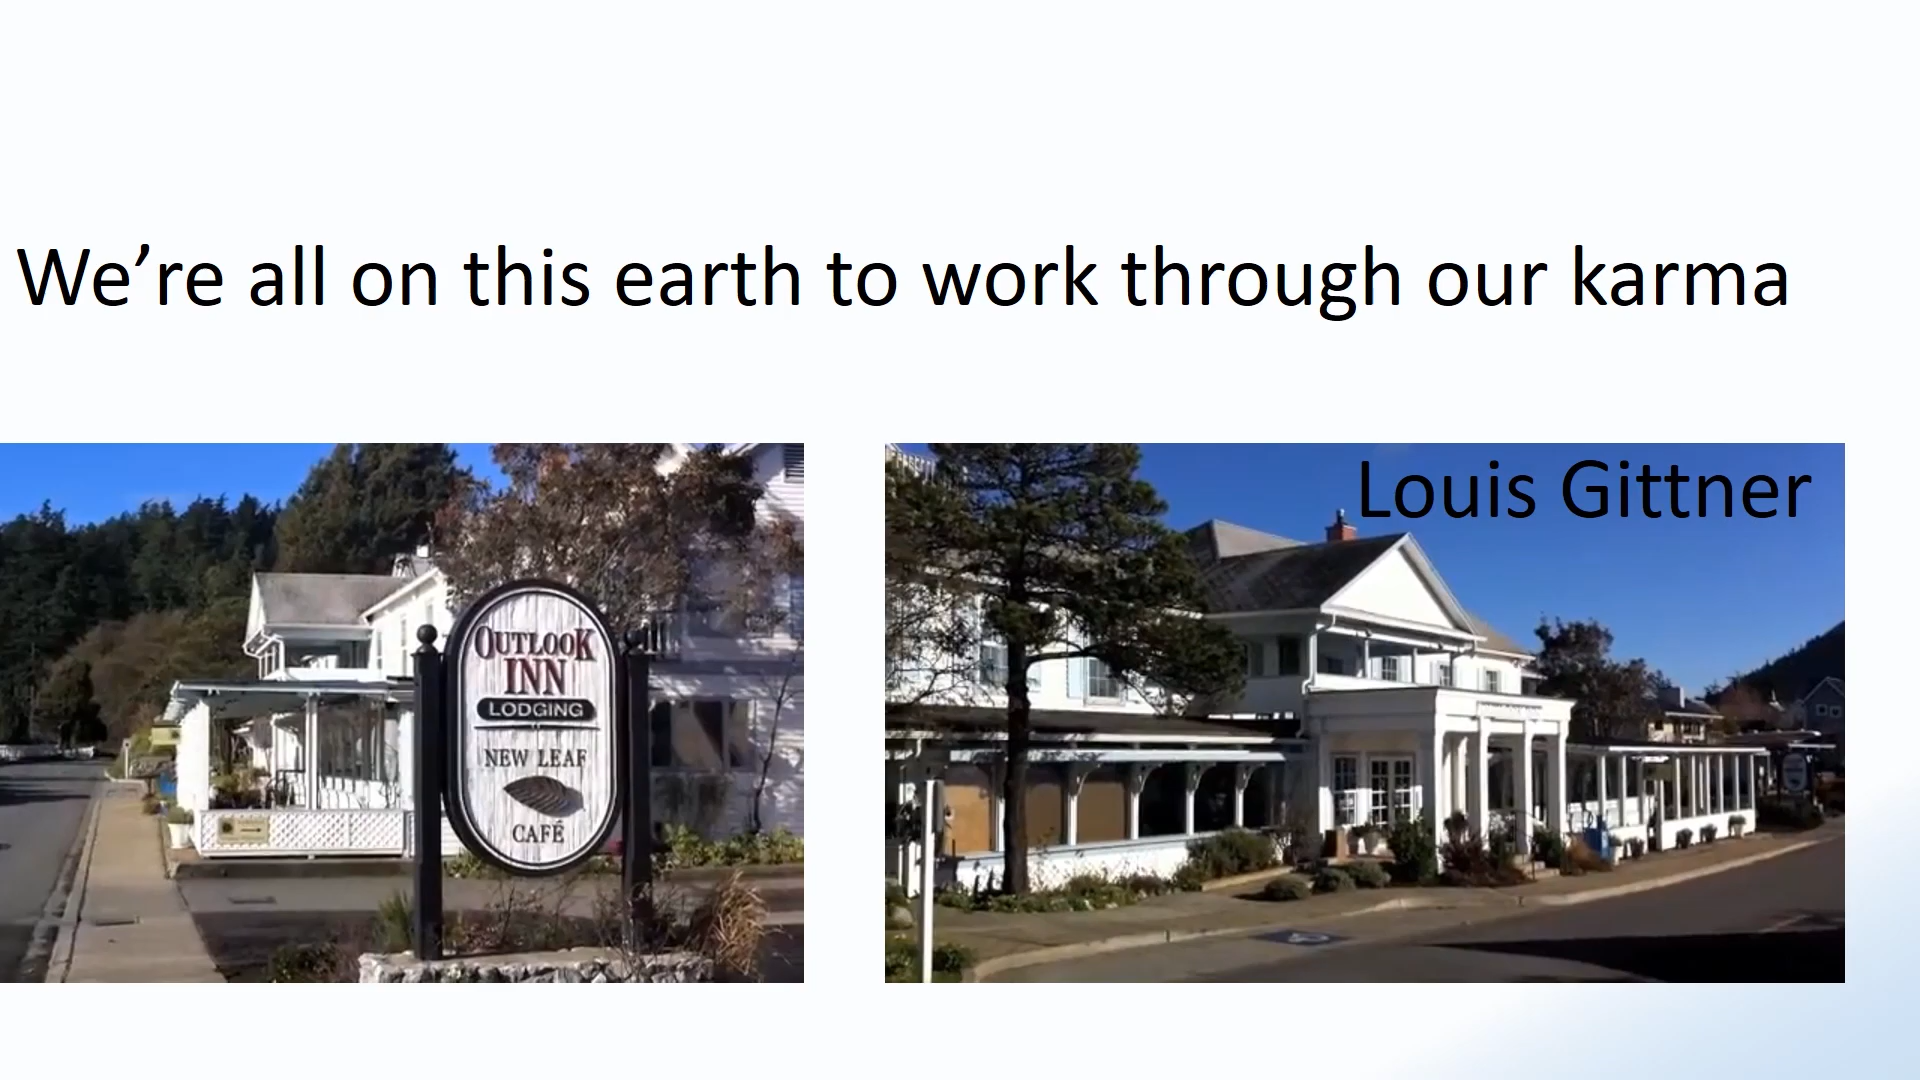 We’re all on this earth to work through our karma
Louis Gittner
OUTLOOK
INN
LODGING
NEW LEAF
CAFÉ